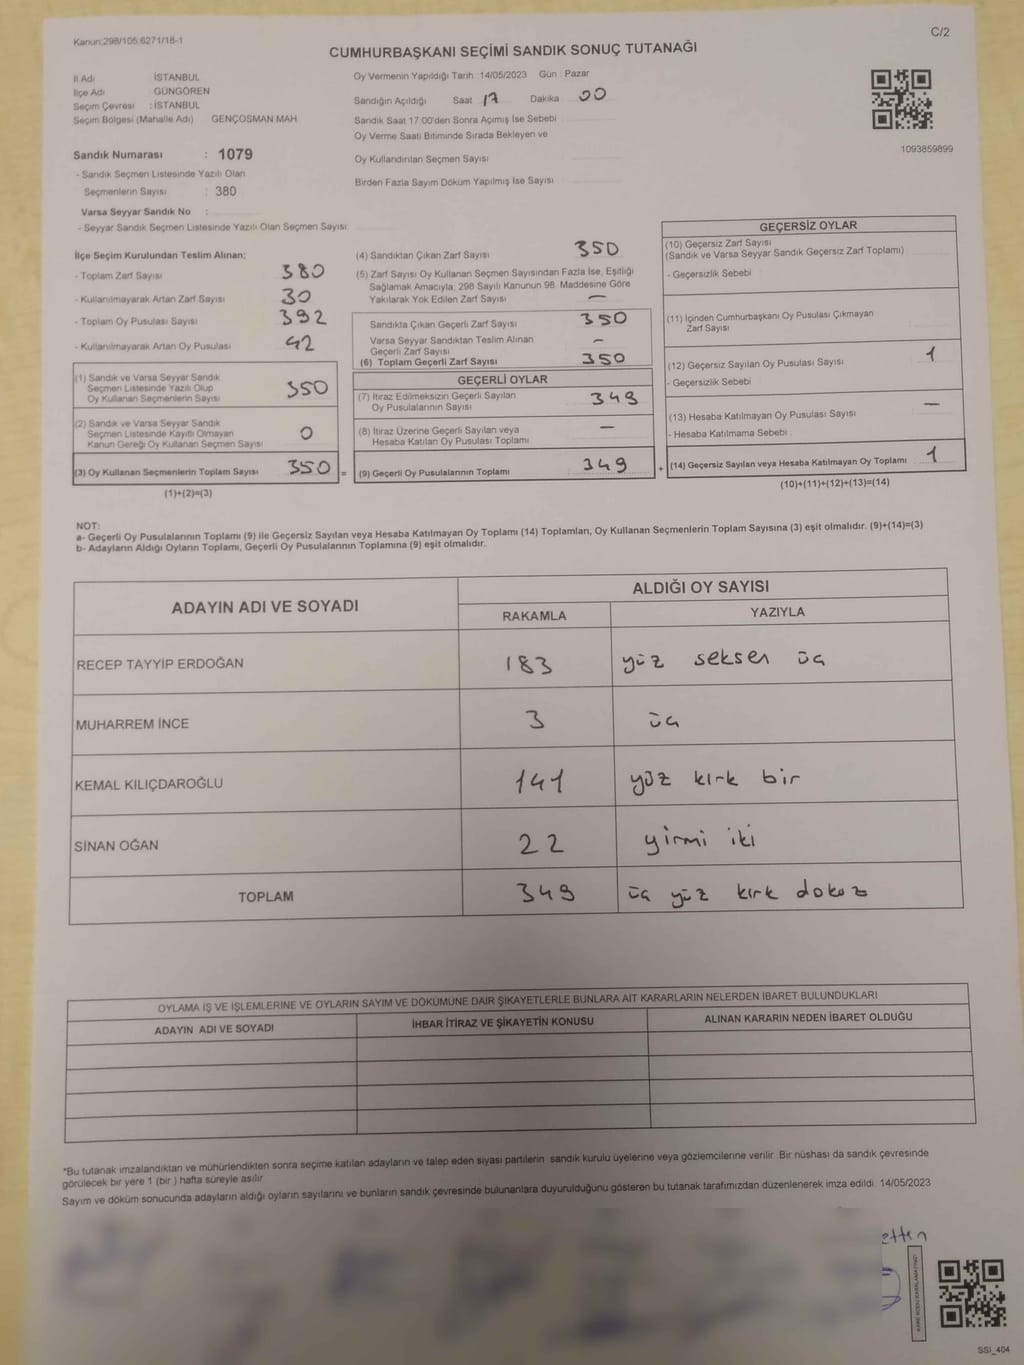 Kanun:298/105,6271/18-1
C/2
CUMHURBAŞKANI SEÇİMİ SANDIK SONUÇ TUTANAĞI
İl Adı İSTANBUL
İlçe Adı GÜNGÖREN
Seçim Çevresi : İSTANBUL
Seçim Bölgesi (Mahalle Adı) GENÇOSMAN MAH.
Sandık Numarası : 1079
- Sandık Seçmen Listesinde Yazılı Olan
Seçmenlerin Sayısı : 380
Varsa Seyyar Sandık No :
- Seyyar Sandık Seçmen Listesinde Yazılı Olan Seçmen Sayısı
Oy Vermenin Yapıldığı Tarih 14/05/2023 Gün Pazar
Sandığın Açıldığı Saat 17 Dakika 00
Sandık Saat 17:00'den Sonra Açımış İse Sebebi
Oy Verme Saati Bitiminde Sırada Bekleyen ve
Oy Kullandırılan Seçmen Sayısı
Birden Fazla Sayım Döküm Yapılmış İse Sayısı
1093859899
İlçe Seçim Kurulundan Teslim Alınan;
- Toplam Zarf Sayısı 380
- Kullanılmayarak Artan Zarf Sayısı 30
- Toplam Oy Pusulası Sayısı 392
- Kullanılmayarak Artan Oy Pusulası 42
(1) Sandık ve Varsa Seyyar Sandık
Seçmen Listesinde Yazılı Olup
Oy Kullanan Seçmenlerin Sayısı 350
(2) Sandık ve Varsa Seyyar Sandık
Seçmen Listesinde Kayıtlı Olmayan
Kanun Gereği Oy Kullanan Seçmen Sayısı 0
(3) Oy Kullanan Seçmenlerin Toplam Sayısı 350 =
(1)+(2)=(3)
(4) Sandıktan Çıkan Zarf Sayısı 350
(5) Zarf Sayısı Oy Kullanan Seçmen Sayısından Fazla İse, Eşitliği
Sağlamak Amacıyla; 298 Sayılı Kanunun 98. Maddesine Göre
Yakılarak Yok Edilen Zarf Sayısı —
Sandıkta Çıkan Geçerli Zarf Sayısı 350
Varsa Seyyar Sandıktan Teslim Alınan
Geçerli Zarf Sayısı –
(6) Toplam Geçerli Zarf Sayısı 350
GEÇERLİ OYLAR
(7) İtiraz Edilmeksizin Geçerli Sayılan
Oy Pusulalarının Sayısı 349
(8) İtiraz Üzerine Geçerli Sayılan veya
Hesaba Katılan Oy Pusulası Toplamı —
(9) Geçerli Oy Pusulalarının Toplamı 349 +
GEÇERSİZ OYLAR
(10) Geçersiz Zarf Sayısı
(Sandık ve Varsa Seyyar Sandık Geçersiz Zarf Toplamı)
- Geçersizlik Sebebi
(11) İçinden Cumhurbaşkanı Oy Pusulası Çıkmayan
Zarf Sayısı
(12) Geçersiz Sayılan Oy Pusulası Sayısı 1
- Geçersizlik Sebebi
(13) Hesaba Katılmayan Oy Pusulası Sayısı —
- Hesaba Katılmama Sebebi :
(14) Geçersiz Sayılan veya Hesaba Katılmayan Oy Toplamı 1
(10)+(11)+(12)+(13)=(14)
NOT:
a- Geçerli Oy Pusulalarının Toplamı (9) ile Geçersiz Sayılan veya Hesaba Katılmayan Oy Toplamı (14) Toplamları, Oy Kullanan Seçmenlerin Toplam Sayısına (3) eşit olmalıdır. (9)+(14)=(3)
b- Adayların Aldığı Oyların Toplamı, Geçerli Oy Pusulalarının Toplamına (9) eşit olmalıdır.
ADAYIN ADI VE SOYADI ALDIĞI OY SAYISI
RAKAMLA YAZIYLA
RECEP TAYYİP ERDOĞAN 183 yüz seksen üç
MUHARREM İNCE 3 üç
KEMAL KILIÇDAROĞLU 141 yüz kırk bir
SİNAN OĞAN 22 yirmi iki
TOPLAM 349 üç yüz kırk dokuz
OYLAMA İŞ VE İŞLEMLERİNE VE OYLARIN SAYIM VE DÖKÜMÜNE DAİR ŞİKAYETLERLE BUNLARA AİT KARARLARIN NELERDEN İBARET BULUNDUKLARI
ADAYIN ADI VE SOYADI İHBAR İTİRAZ VE ŞİKAYETİN KONUSU ALINAN KARARIN NEDEN İBARET OLDUĞU
*Bu tutanak imzalandıktan ve mühürlendikten sonra seçime katılan adayların ve talep eden siyasi partilerin sandık kurulu üyelerine veya gözlemcilerine verilir. Bir nüshası da sandık çevresinde
görülecek bir yere 1 (bir ) hafta süreyle asılır
Sayım ve döküm sonucunda adayların aldığı oyların sayılarını ve bunların sandık çevresinde bulunanlara duyurulduğunu gösteren bu tutanak tarafımızdan düzenlenerek imza edildi. 14/05/2023
ettin
SSI_404